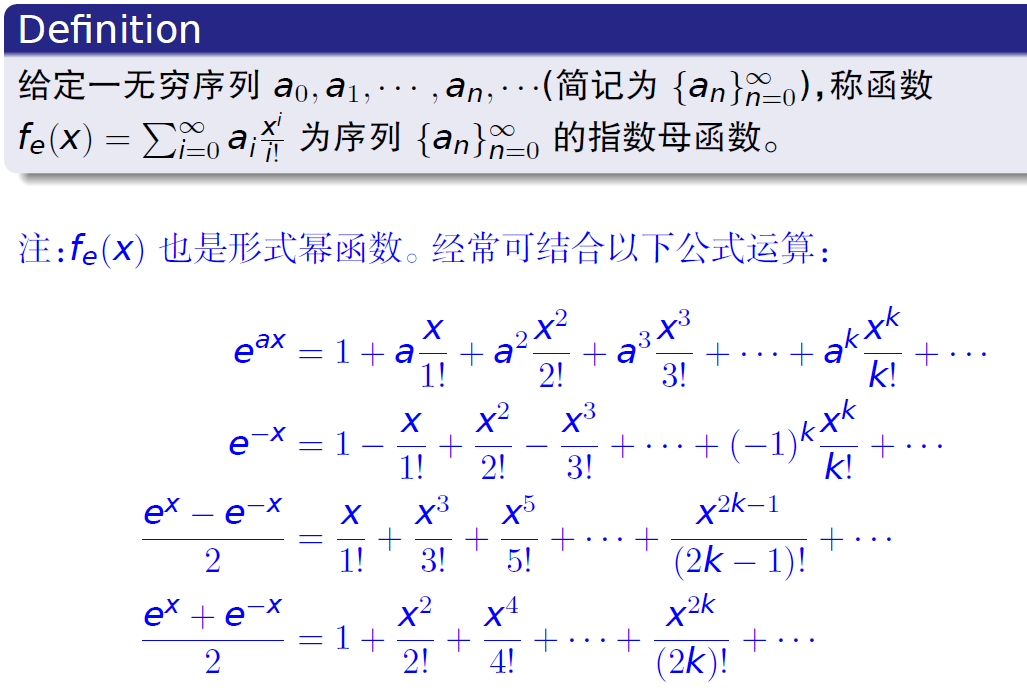 Definition
给定一无穷序列 $a_0, a_1, \cdots, a_n, \cdots$(简记为 $\{a_n\}_{n=0}^{\infty}$),称函数
$f_e(x) = \sum_{i=0}^{\infty} a_i \frac{x^i}{i!}$ 为序列 $\{a_n\}_{n=0}^{\infty}$ 的指数母函数。
注:$f_e(x)$ 也是形式幂函数。经常可结合以下公式运算:
$e^{ax} = 1 + a\frac{x}{1!} + a^2\frac{x^2}{2!} + a^3\frac{x^3}{3!} + \cdots + a^k\frac{x^k}{k!} + \cdots$
$e^{-x} = 1 - \frac{x}{1!} + \frac{x^2}{2!} - \frac{x^3}{3!} + \cdots + (-1)^k\frac{x^k}{k!} + \cdots$
$\frac{e^x - e^{-x}}{2} = \frac{x}{1!} + \frac{x^3}{3!} + \frac{x^5}{5!} + \cdots + \frac{x^{2k-1}}{(2k-1)!} + \cdots$
$\frac{e^x + e^{-x}}{2} = 1 + \frac{x^2}{2!} + \frac{x^4}{4!} + \cdots + \frac{x^{2k}}{(2k)!} + \cdots$